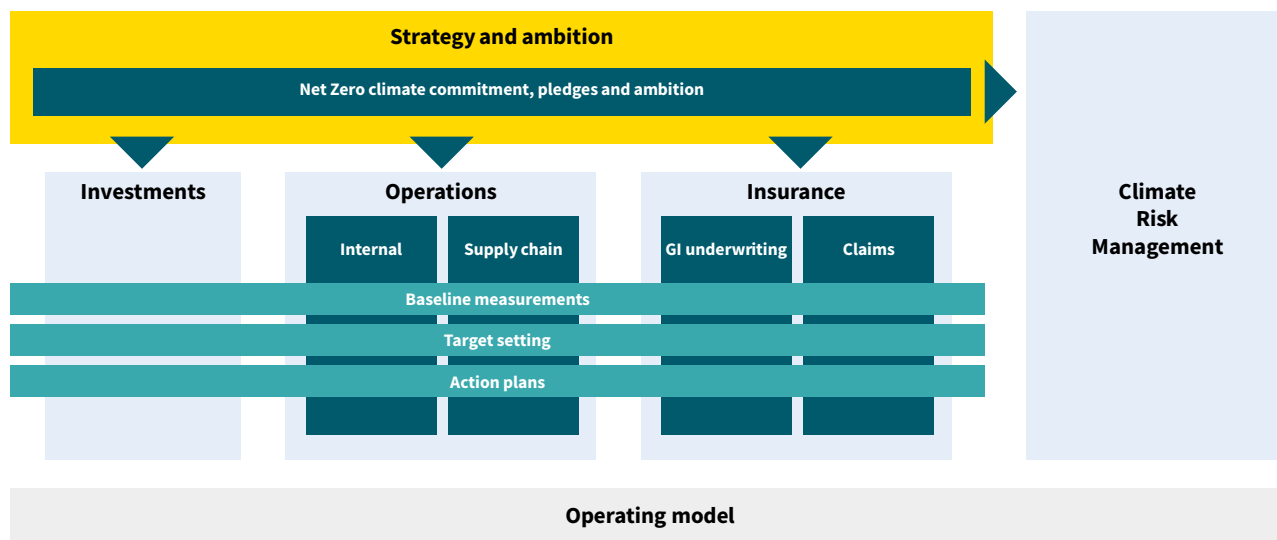 Strategy and ambition
Net Zero climate commitment, pledges and ambition
Investments
Operations
Insurance
Climate
Risk
Management
Internal
Supply chain
GI underwriting
Claims
Baseline measurements
Target setting
Action plans
Operating model